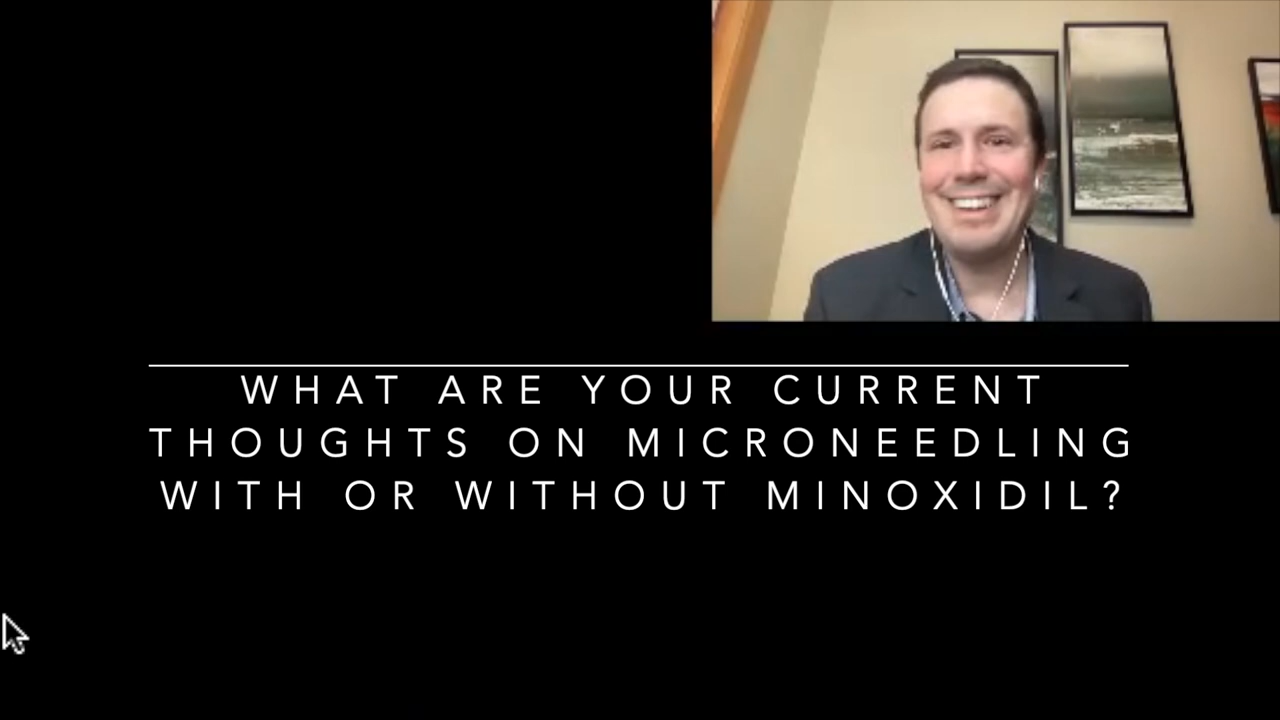 WHAT ARE YOUR CURRENT
THOUGHTS ON MICRONEEDLING
WITH OR WITHOUT MINOXIDIL?